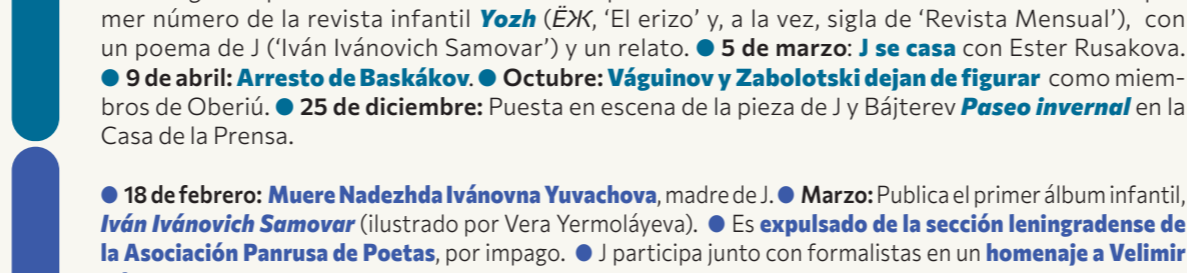 mer número de la revista infantil Yozh (ЁЖ, 'El erizo' y, a la vez, sigla de 'Revista Mensual'), con
un poema de J ('Iván Ivánovich Samovar') y un relato. ● 5 de marzo: J se casa con Ester Rusakova.
● 9 de abril: Arresto de Baskákov. ● Octubre: Váguinov y Zabolotski dejan de figurar como miem-
bros de Oberiú. ● 25 de diciembre: Puesta en escena de la pieza de J y Bájterev Paseo invernal en la
Casa de la Prensa.
● 18 de febrero: Muere Nadezhda Ivánovna Yuvachova, madre de J. ● Marzo: Publica el primer álbum infantil,
Iván Ivánovich Samovar (ilustrado por Vera Yermoláyeva). ● Es expulsado de la sección leningradense de
la Asociación Panrusa de Poetas, por impago. ● J participa junto con formalistas en un homenaje a Velimir